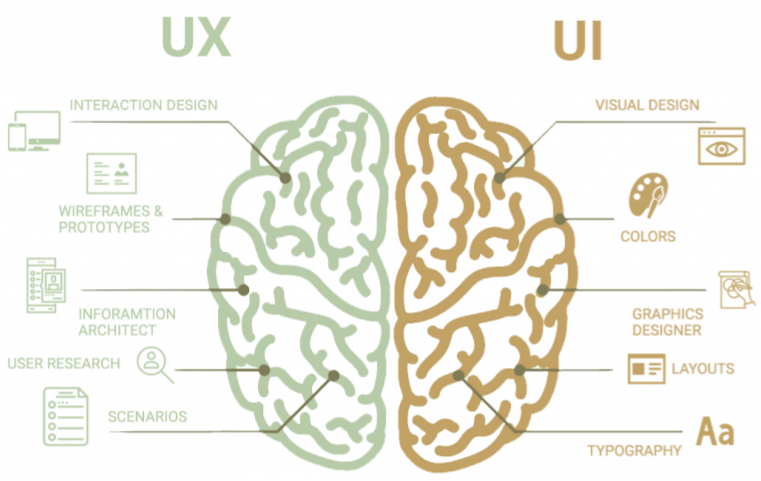 UX
UI
INTERACTION DESIGN
WIREFRAMES &
PROTOTYPES
INFORAMTION
ARCHITECT
USER RESEARCH
SCENARIOS
VISUAL DESIGN
COLORS
GRAPHICS
DESIGNER
LAYOUTS
TYPOGRAPHY
Aa